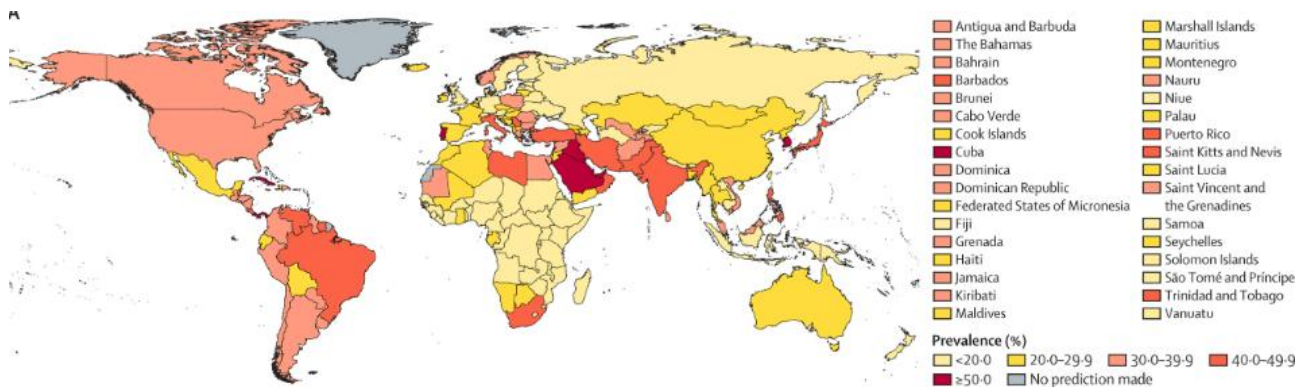 A
Antigua and Barbuda
The Bahamas
Bahrain
Barbados
Brunei
Cabo Verde
Cook Islands
Cuba
Dominica
Dominican Republic
Federated States of Micronesia
Fiji
Grenada
Haiti
Jamaica
Kiribati
Maldives
Marshall Islands
Mauritius
Montenegro
Nauru
Niue
Palau
Puerto Rico
Saint Kitts and Nevis
Saint Lucia
Saint Vincent and
the Grenadines
Samoa
Seychelles
Solomon Islands
São Tomé and Príncipe
Trinidad and Tobago
Vanuatu
Prevalence (%)
<20·0 20·0–29·9 30·0–39·9 40·0–49·9
≥50·0 No prediction made